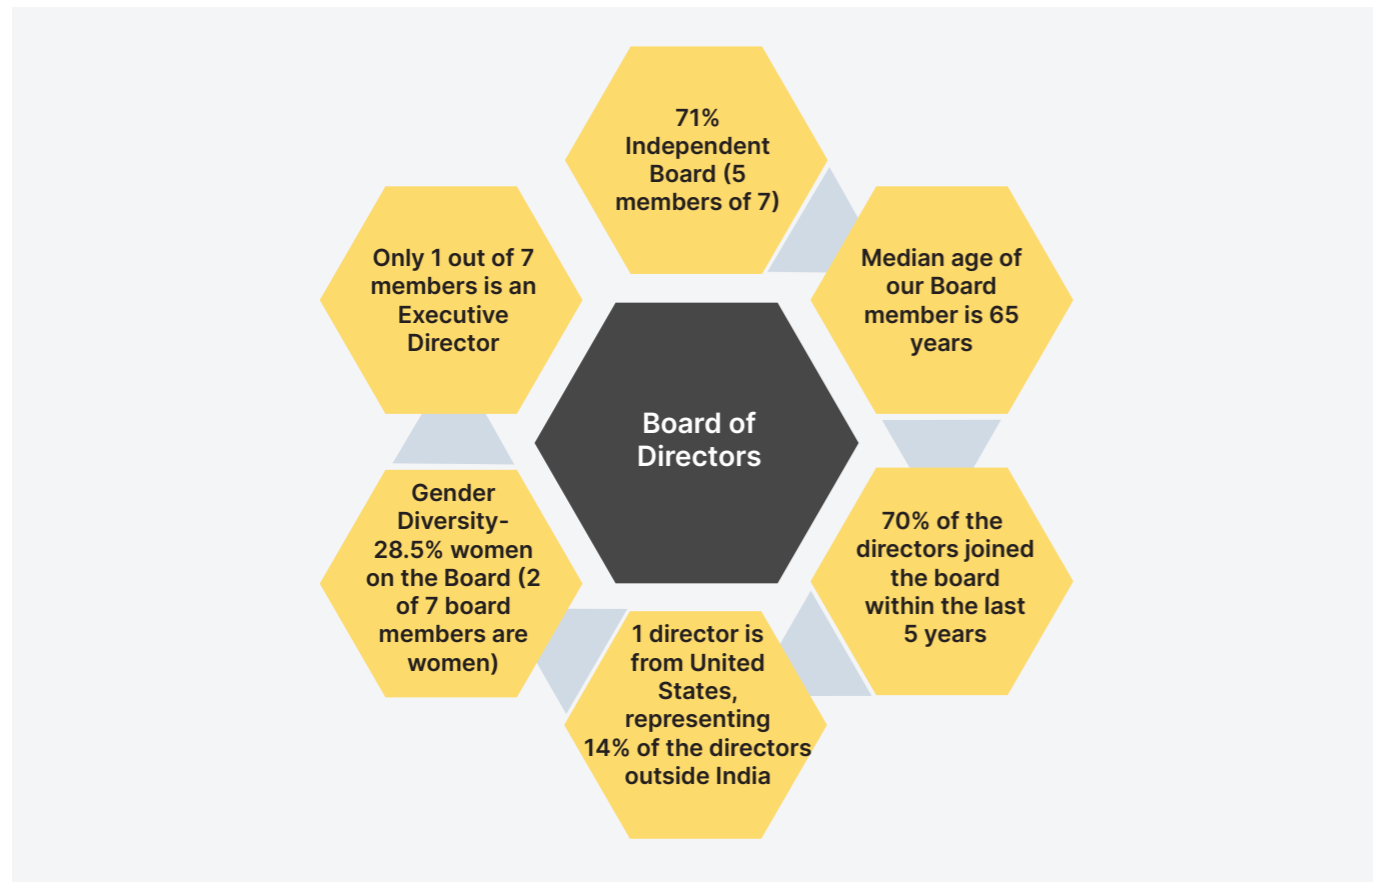 71%
Independent
Board (5
members of 7)
Median age of
our Board
member is 65
years
70% of the
directors joined
the board
within the last
5 years
1 director is
from United
States,
representing
14% of the directors
outside India
Gender
Diversity-
28.5% women
on the Board (2
of 7 board
members are
women)
Only 1 out of 7
members is an
Executive
Director
Board of
Directors